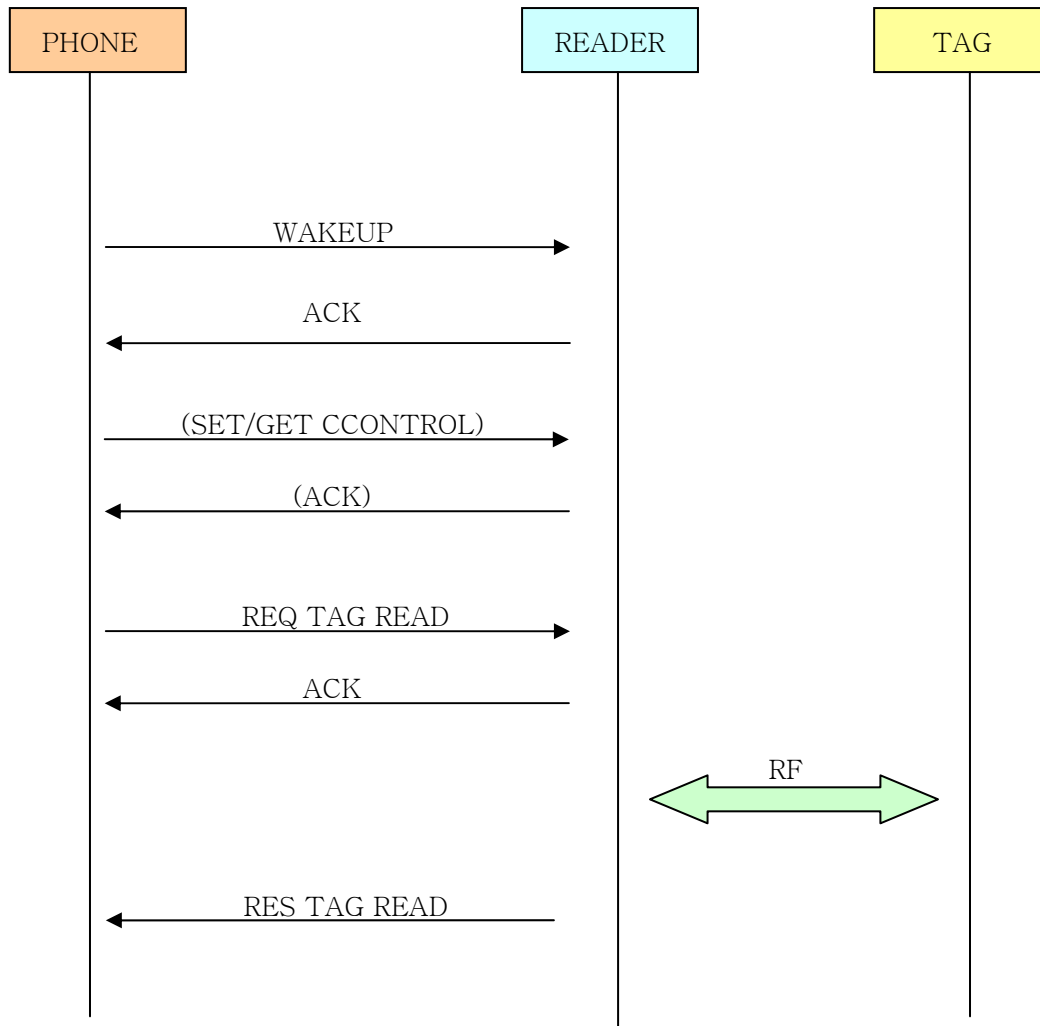 PHONE
READER
TAG
WAKEUP
ACK
(SET/GET CCONTROL)
(ACK)
REQ TAG READ
ACK
RF
RES TAG READ